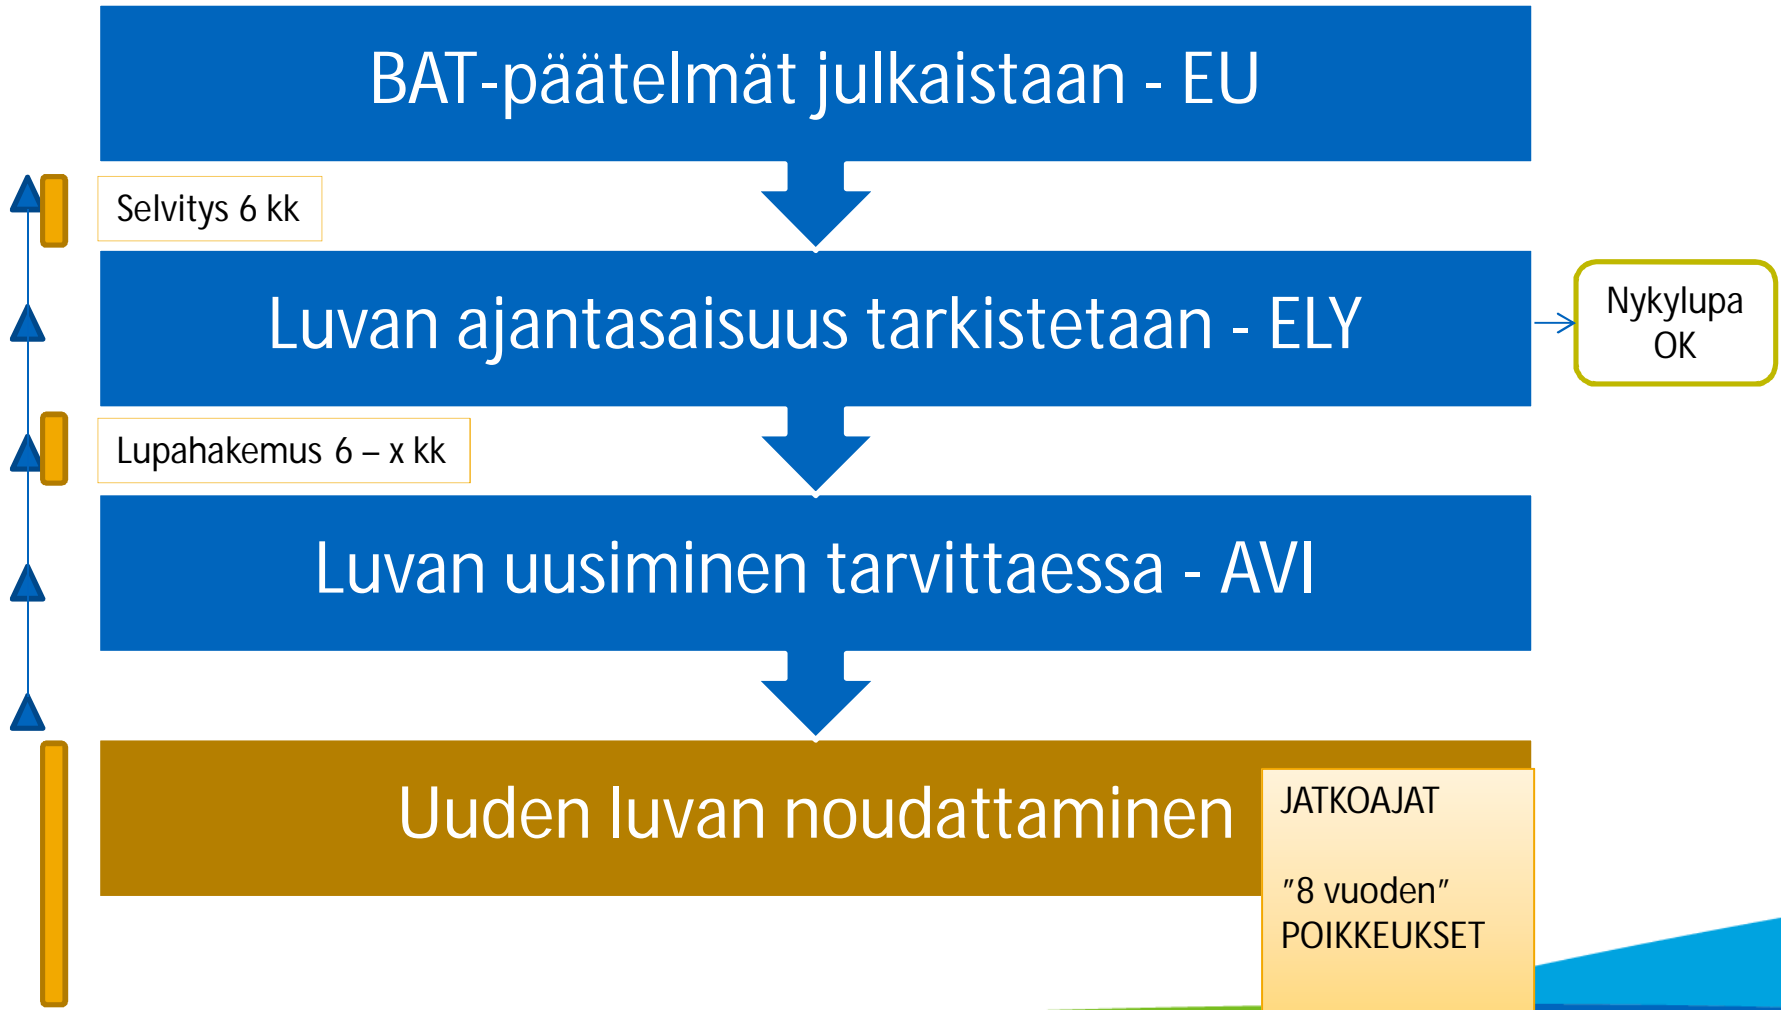 BAT-päätelmät julkaistaan - EU
Selvitys 6 kk
Luvan ajantasaisuus tarkistetaan - ELY
Nykylupa
OK
Lupahakemus 6 – x kk
Luvan uusiminen tarvittaessa - AVI
Uuden luvan noudattaminen
JATKOAJAT
”8 vuoden”
POIKKEUKSET